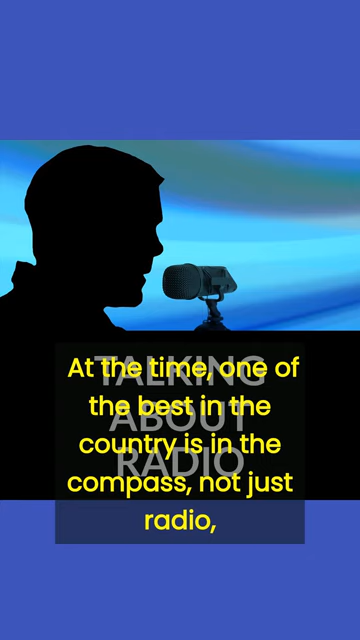 At the time, one of
the best in the
country is in the
compass, not just
radio,
TALKING
ABOUT
RADIO